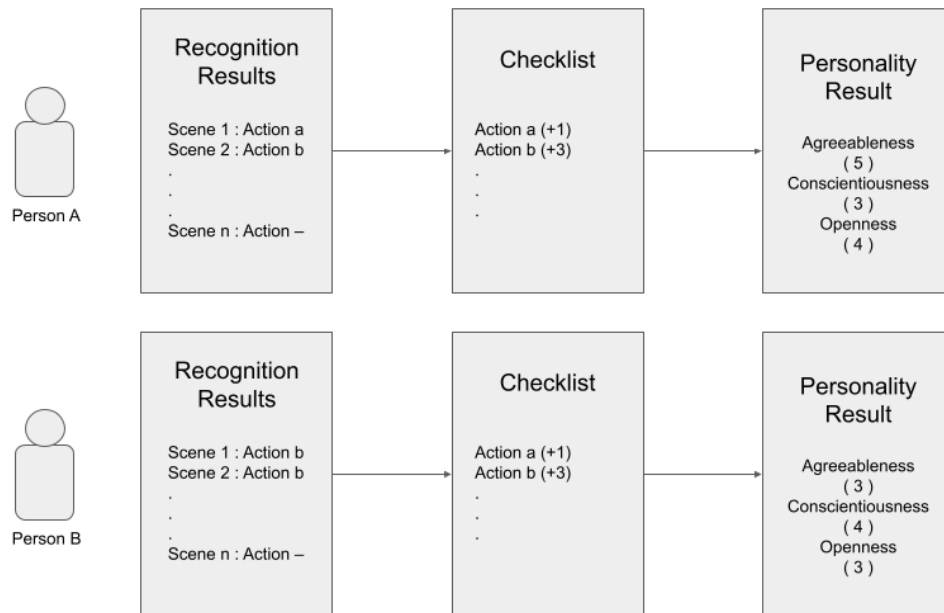 Recognition
Results
Scene 1 : Action a
Scene 2 : Action b
.
.
.
Scene n : Action –
Checklist
Action a (+1)
Action b (+3)
.
.
.
Personality
Result
Agreeableness
( 5 )
Conscientiousness
( 3 )
Openness
( 4 )
Person A
Recognition
Results
Scene 1 : Action b
Scene 2 : Action b
.
.
.
Scene n : Action –
Checklist
Action a (+1)
Action b (+3)
.
.
.
Personality
Result
Agreeableness
( 3 )
Conscientiousness
( 4 )
Openness
( 3 )
Person B